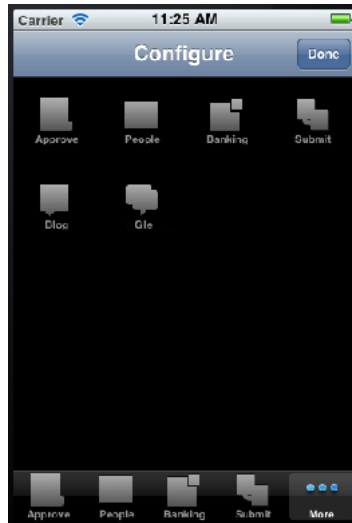 Carrier 11:25 AM
Configure Done
Approve People Banking Submit
Blog Gle
Approve People Banking Submit More